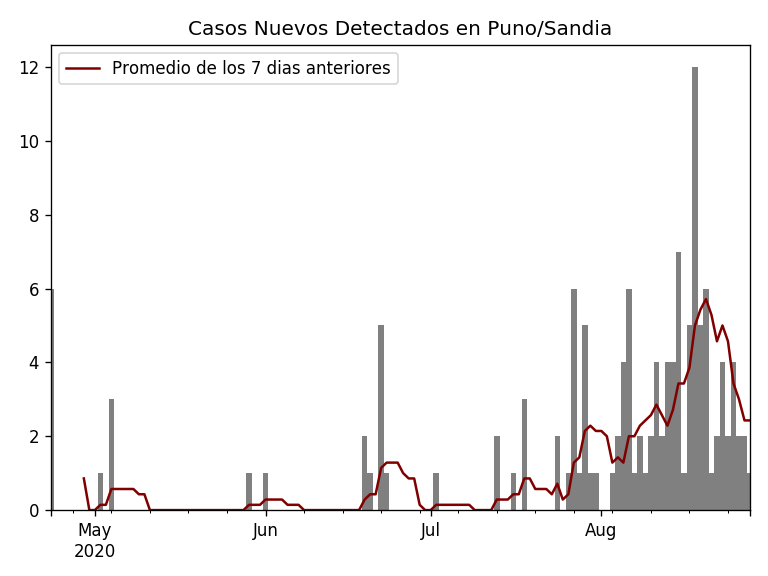 Casos Nuevos Detectados en Puno/Sandia
Promedio de los 7 dias anteriores
12
10
8
6
4
2
0
May Jun Jul Aug
2020